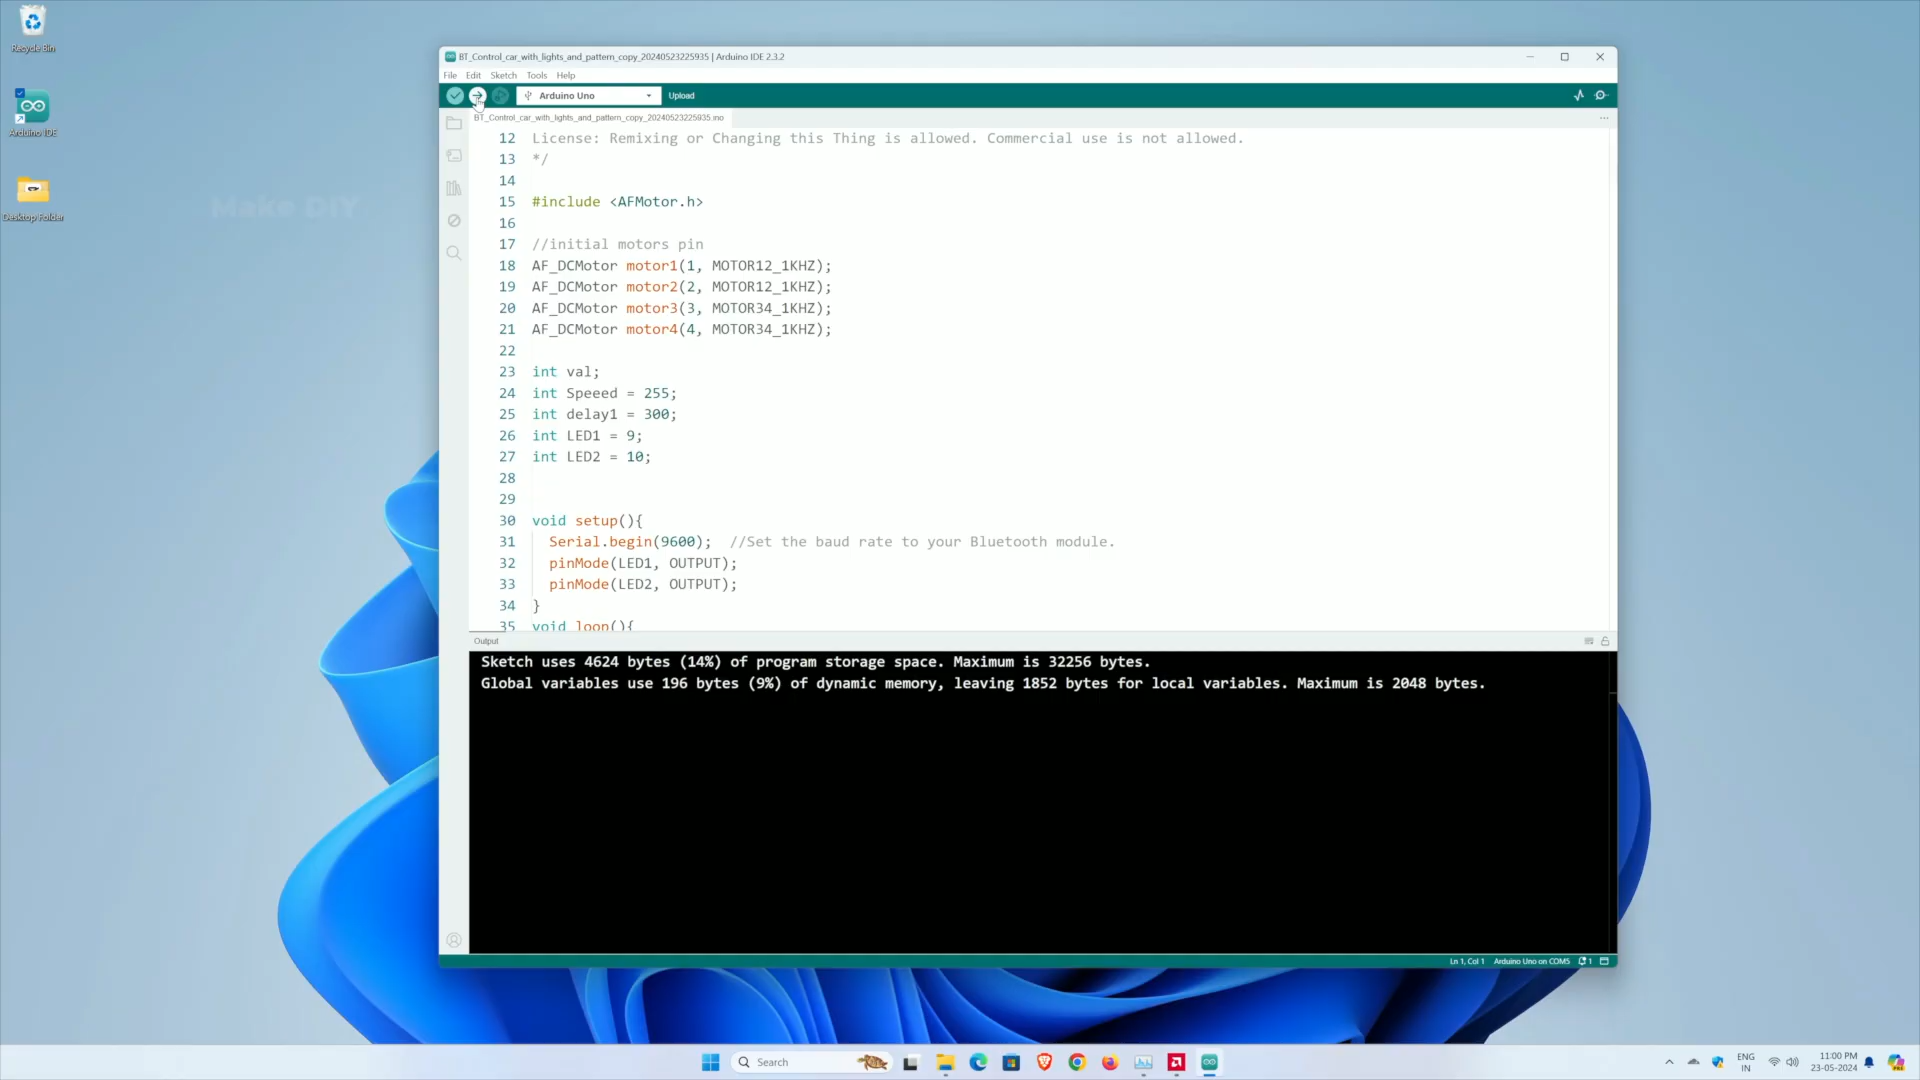 Recycle Bin
Arduino IDE
Desktop Folder
Make DIY
BT_Control_car_with_lights_and_pattern_copy_20240523225935 | Arduino IDE 2.3.2
File Edit Sketch Tools Help
Arduino Uno Upload
BT_Control_car_with_lights_and_pattern_copy_20240523225935.ino
12 License: Remixing or Changing this Thing is allowed. Commercial use is not allowed.
13 */
14
15 #include <AFMotor.h>
16
17 //initial motors pin
18 AF_DCMotor motor1(1, MOTOR12_1KHZ);
19 AF_DCMotor motor2(2, MOTOR12_1KHZ);
20 AF_DCMotor motor3(3, MOTOR34_1KHZ);
21 AF_DCMotor motor4(4, MOTOR34_1KHZ);
22
23 int val;
24 int Speeed = 255;
25 int delay1 = 300;
26 int LED1 = 9;
27 int LED2 = 10;
28
29
30 void setup(){
31 Serial.begin(9600); //Set the baud rate to your Bluetooth module.
32 pinMode(LED1, OUTPUT);
33 pinMode(LED2, OUTPUT);
34 }
35 void loop(){
Output
Sketch uses 4624 bytes (14%) of program storage space. Maximum is 32256 bytes.
Global variables use 196 bytes (9%) of dynamic memory, leaving 1852 bytes for local variables. Maximum is 2048 bytes.
Ln 1, Col 1 Arduino Uno on COM5 1
Search
ENG
IN
11:00 PM
23-05-2024